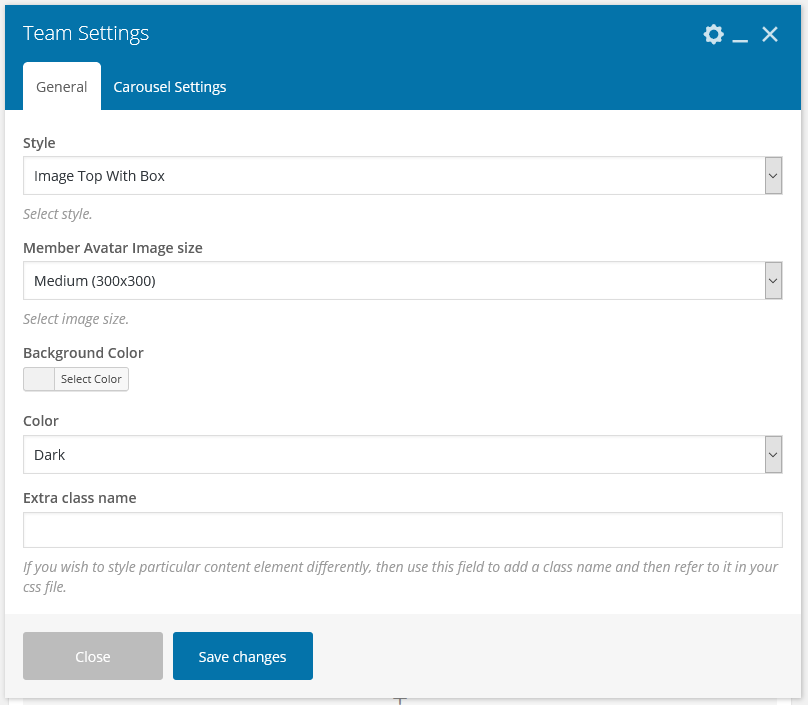 Team Settings
General
Carousel Settings
Style
Image Top With Box
Select style.
Member Avatar Image size
Medium (300x300)
Select image size.
Background Color
Select Color
Color
Dark
Extra class name
If you wish to style particular content element differently, then use this field to add a class name and then refer to it in your
css file.
Close
Save changes